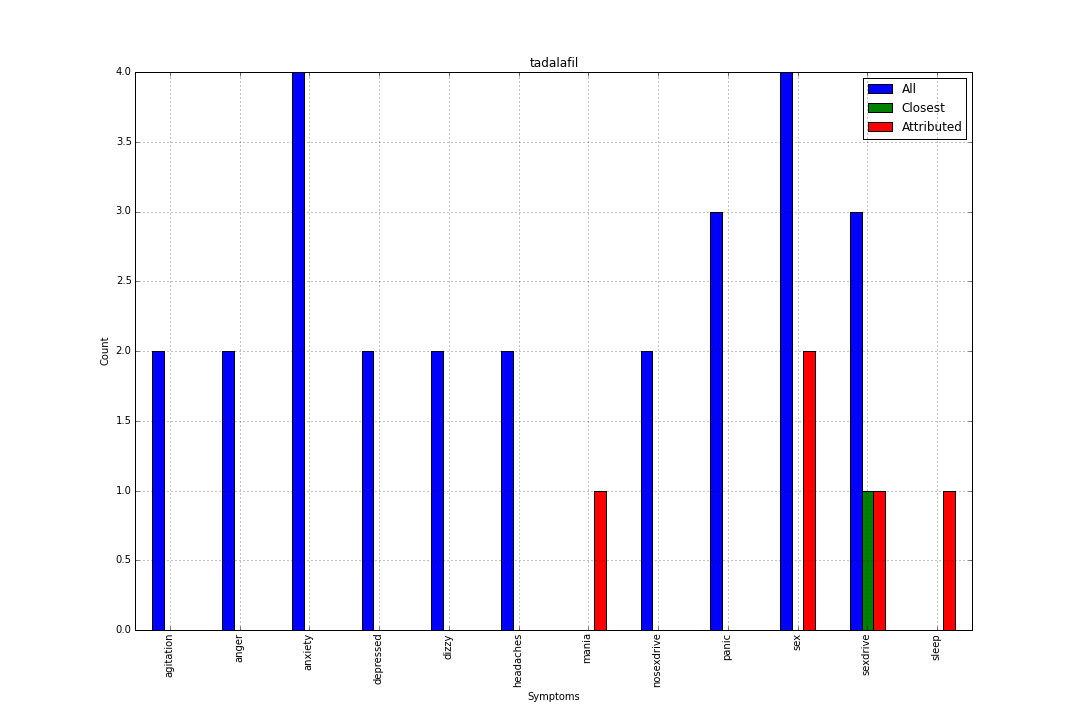 tadalafil
4.0
3.5
3.0
2.5
2.0
1.5
1.0
0.5
0.0
Count
All
Closest
Attributed
agitation
anger
anxiety
depressed
dizzy
headaches
mania
nosexdrive
panic
sex
sexdrive
sleep
Symptoms